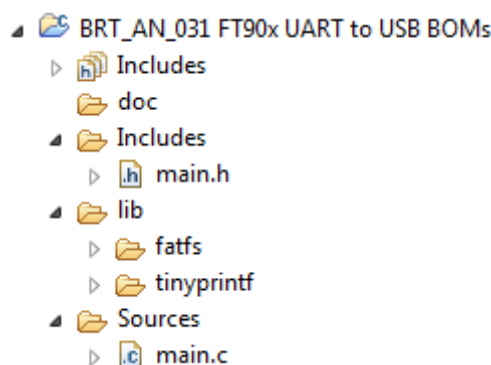 BRT_AN_031 FT90x UART to USB BOMs
Includes
doc
Includes
main.h
lib
fatfs
tinyprintf
Sources
main.c